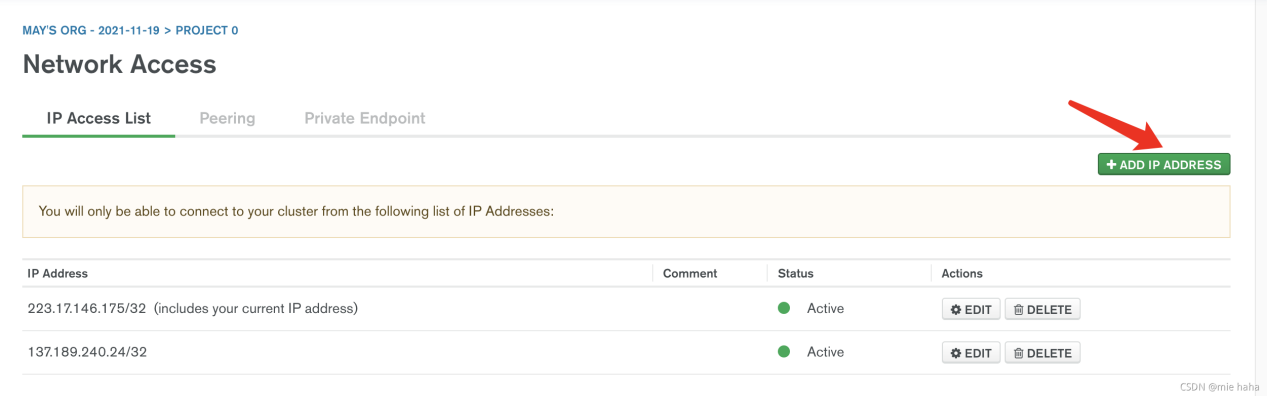 MAY'S ORG - 2021-11-19 > PROJECT 0
Network Access
IP Access List Peering Private Endpoint
+ ADD IP ADDRESS
You will only be able to connect to your cluster from the following list of IP Addresses:
IP Address Comment Status Actions
223.17.146.175/32 (includes your current IP address) Active EDIT DELETE
137.189.240.24/32 Active EDIT DELETE
CSDN @mie haha